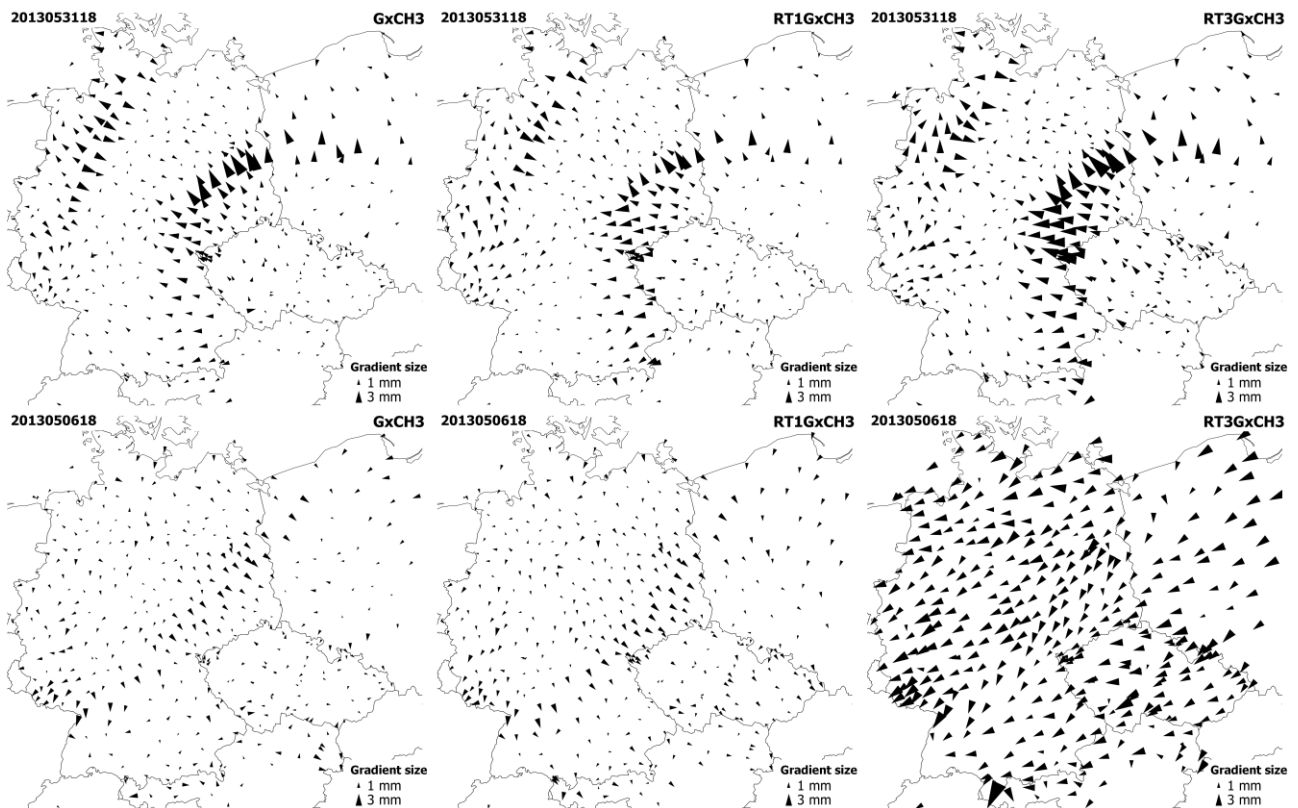 2013053118 GxCH3
Gradient size
1 mm
3 mm
2013053118 RT1GxCH3
Gradient size
1 mm
3 mm
2013053118 RT3GxCH3
Gradient size
1 mm
3 mm
2013050618 GxCH3
Gradient size
1 mm
3 mm
2013050618 RT1GxCH3
Gradient size
1 mm
3 mm
2013050618 RT3GxCH3
Gradient size
1 mm
3 mm